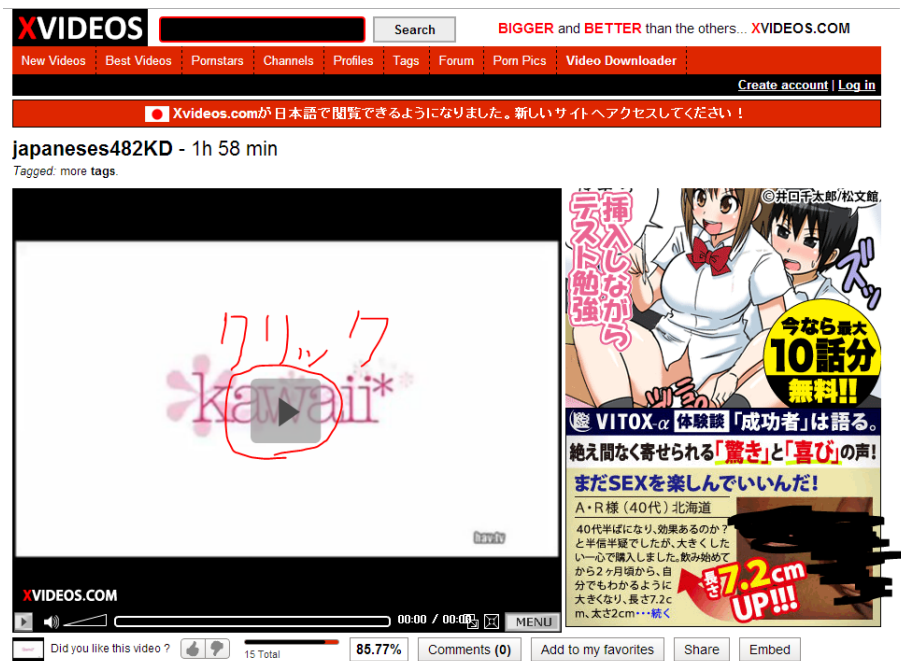 XVIDEOS
Search
BIGGER and BETTER than the others... XVIDEOS.COM
New Videos Best Videos Pornstars Channels Profiles Tags Forum Porn Pics Video Downloader
Create account | Log in
Xvideos.comが日本語で閲覧できるようになりました。新しいサイトへアクセスしてください！
japaneses482KD - 1h 58 min
Tagged: more tags.
クリック
kawaii*
XVIDEOS.COM
00:00 / 00:00
MENU
©井口千太郎/松文館
挿入しながら
テスト勉強
ズッ
今なら最大
10話分
無料!!
VITOX-α 体験談 「成功者」は語る。
絶え間なく寄せられる「驚き」と「喜び」の声!
まだSEXを楽しんでいいんだ!
A・R様（40代）北海道
40代半ばになり、効果あるのか?
と半信半疑でしたが、大きくした
い一心で購入しました。飲み始めて
から2ヶ月頃から、自
分でもわかるように
大きくなり、長さ7.2c
m、太さ2cm･･･続く
長さ7.2cm
UP!!!
Did you like this video ?
15 Total
85.77%
Comments (0)
Add to my favorites
Share
Embed